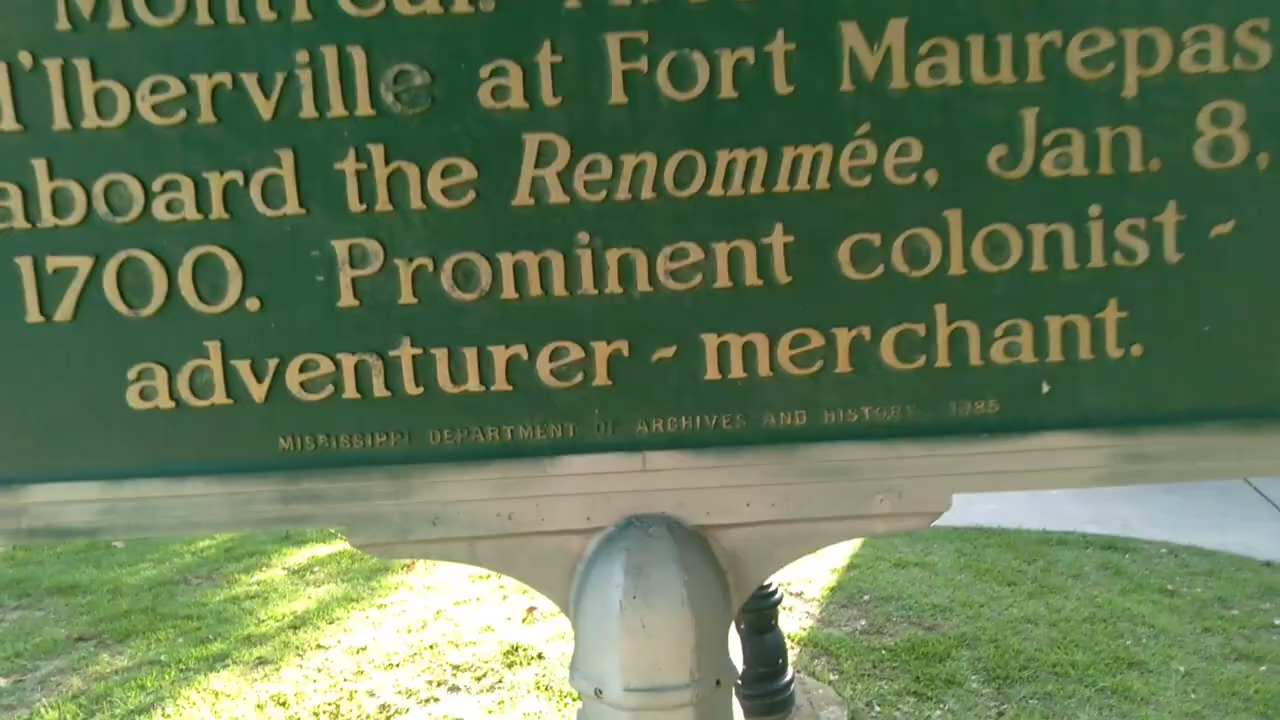 Montreal.
d'Iberville at Fort Maurepas
aboard the Renommée, Jan. 8,
1700. Prominent colonist -
adventurer - merchant.
MISSISSIPPI DEPARTMENT OF ARCHIVES AND HISTORY 1985